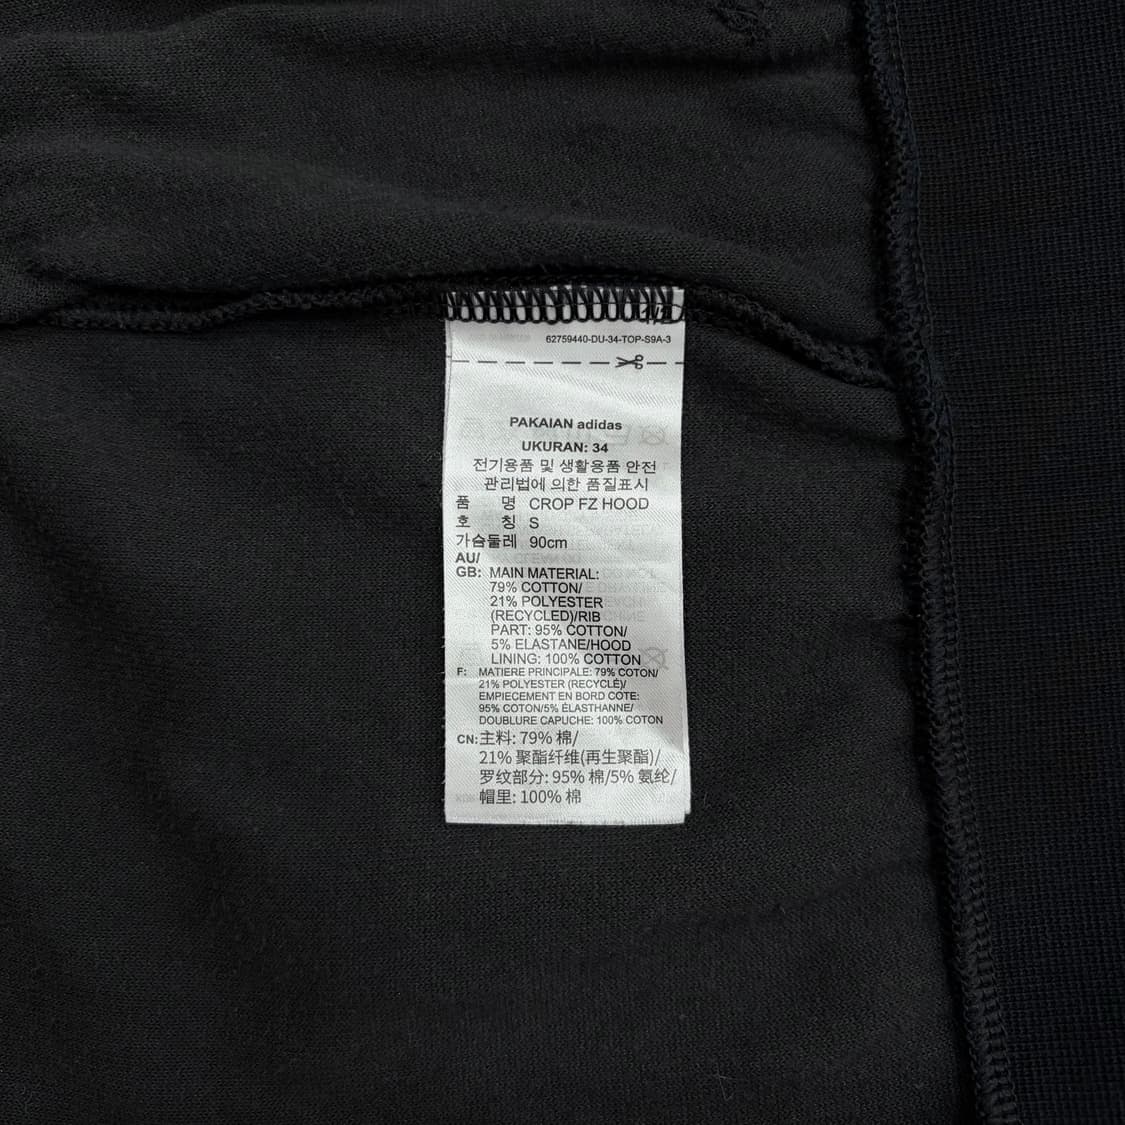 62759440-DU-34-TOP-S9A-3
PAKAIAN adidas
UKURAN: 34
전기용품 및 생활용품 안전
관리법에 의한 품질표시
품 명 CROP FZ HOOD
호 칭 S
가슴둘레 90cm
AU/
GB: MAIN MATERIAL:
79% COTTON/
21% POLYESTER
(RECYCLED)/RIB
PART: 95% COTTON/
5% ELASTANE/HOOD
LINING: 100% COTTON
F: MATIERE PRINCIPALE: 79% COTON/
21% POLYESTER (RECYCLÉ)/
EMPIECEMENT EN BORD COTE:
95% COTON/5% ÉLASTHANNE/
DOUBLURE CAPUCHE: 100% COTON
CN: 主料: 79% 棉/
21% 聚酯纤维(再生聚酯)/
罗纹部分: 95% 棉/5% 氨纶/
帽里: 100% 棉